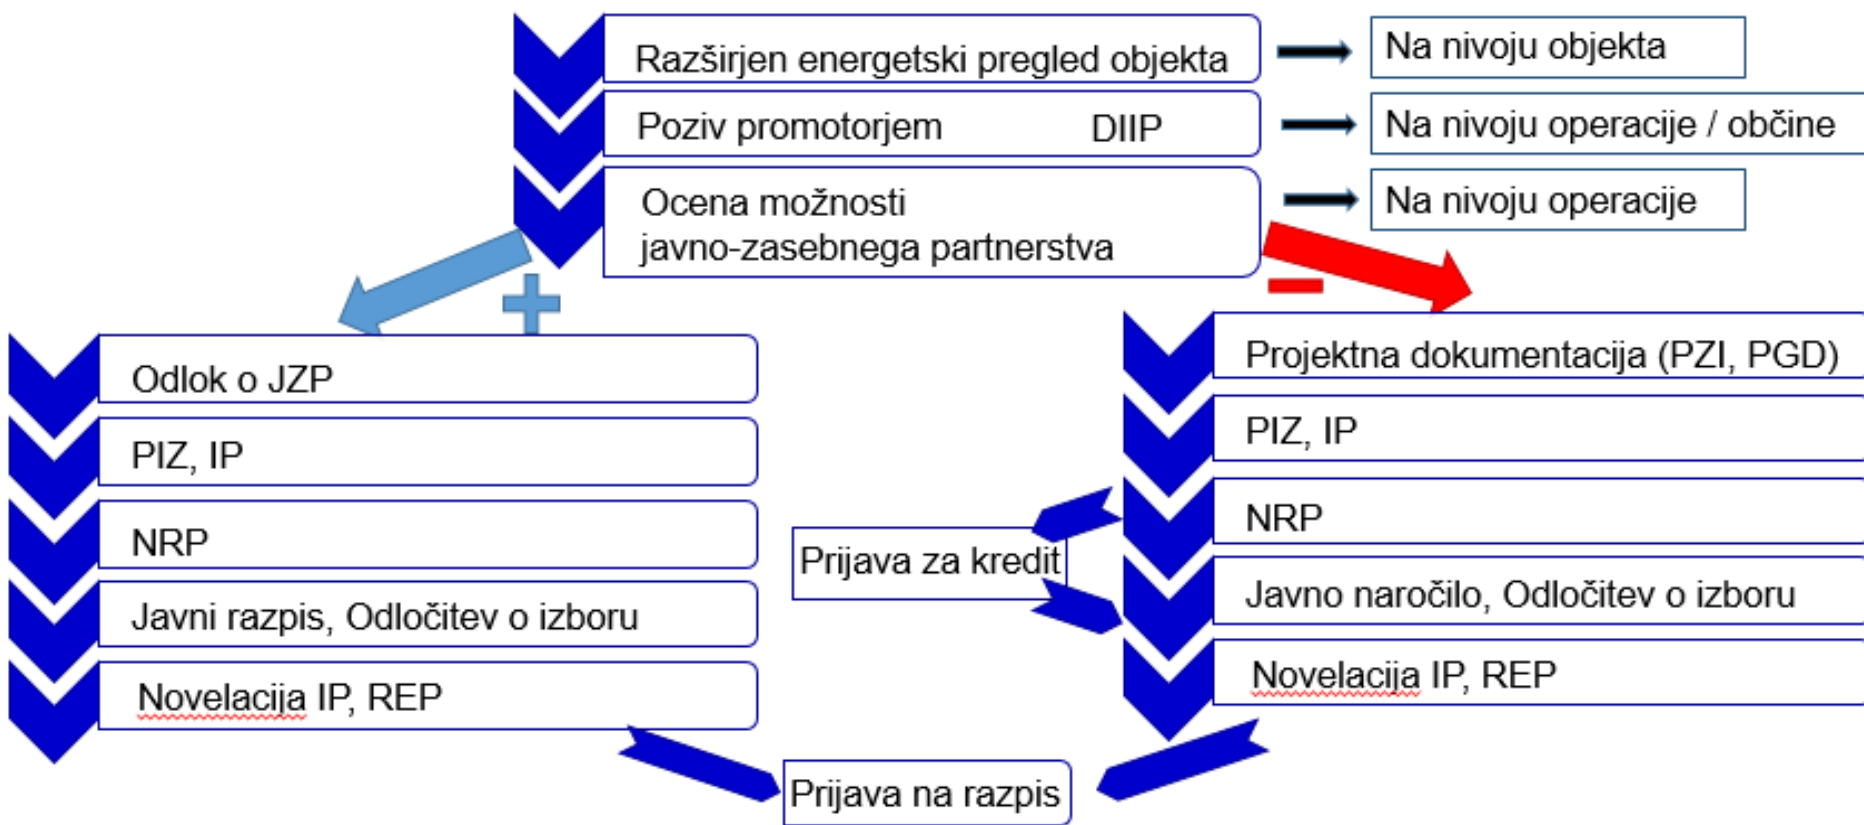 Razširjen energetski pregled objekta
Na nivoju objekta
Poziv promotorjem DIIP
Na nivoju operacije / občine
Ocena možnosti
javno-zasebnega partnerstva
Na nivoju operacije
+
-
Odlok o JZP
PIZ, IP
NRP
Javni razpis, Odločitev o izboru
Novelacija IP, REP
Projektna dokumentacija (PZI, PGD)
PIZ, IP
NRP
Prijava za kredit
Javno naročilo, Odločitev o izboru
Novelacija IP, REP
Prijava na razpis